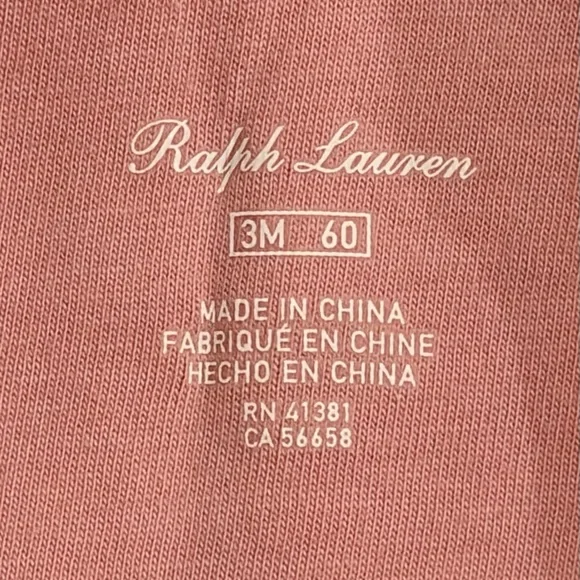 Ralph Lauren
3M 60
MADE IN CHINA
FABRIQUÉ EN CHINE
HECHO EN CHINA
RN 41381
CA 56658